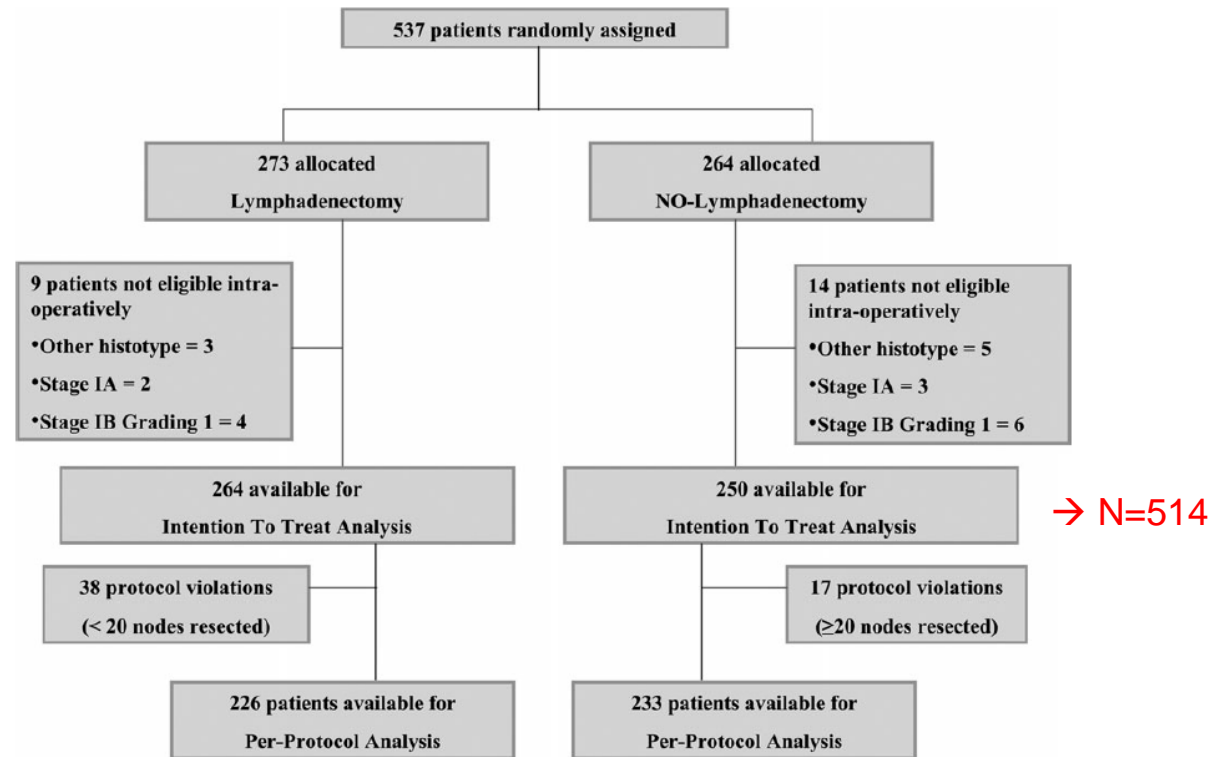 537 patients randomly assigned
273 allocated
Lymphadenectomy
264 allocated
NO-Lymphadenectomy
9 patients not eligible intra-
operatively
•Other histotype = 3
•Stage IA = 2
•Stage IB Grading 1 = 4
14 patients not eligible
intra-operatively
•Other histotype = 5
•Stage IA = 3
•Stage IB Grading 1 = 6
264 available for
Intention To Treat Analysis
250 available for
Intention To Treat Analysis
→ N=514
38 protocol violations
(< 20 nodes resected)
17 protocol violations
(≥20 nodes resected)
226 patients available for
Per-Protocol Analysis
233 patients available for
Per-Protocol Analysis